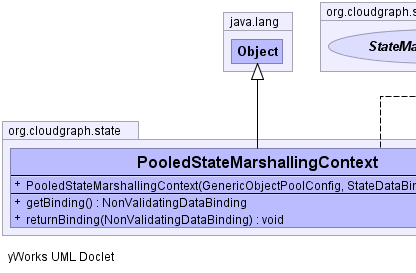 java.lang
org.cloudgraph.s
Object
StateMa
org.cloudgraph.state
PooledStateMarshallingContext
+ PooledStateMarshallingContext(GenericObjectPoolConfig, StateDataBin
+ getBinding() : NonValidatingDataBinding
+ returnBinding(NonValidatingDataBinding) : void
yWorks UML Doclet